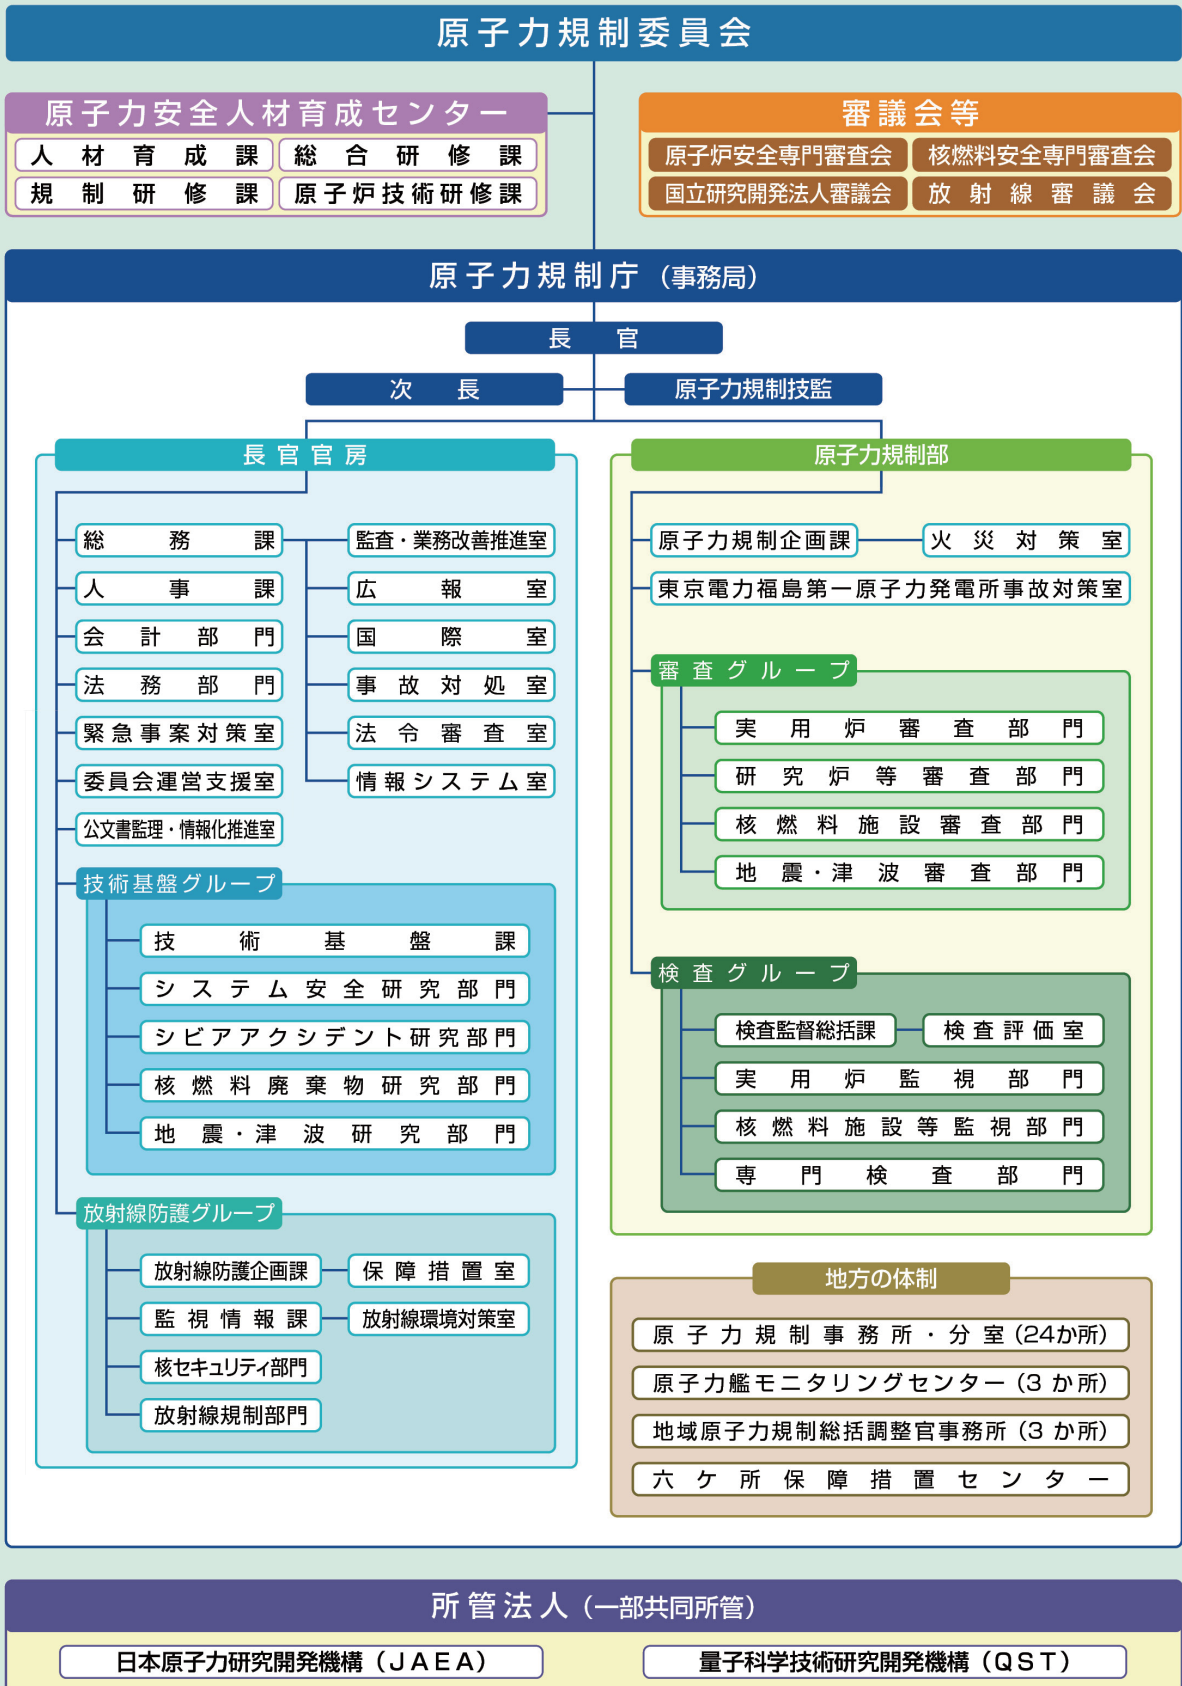 原子力規制委員会
原子力安全人材育成センター
人材育成課 総合研修課
規制研修課 原子炉技術研修課
審議会等
原子炉安全専門審査会 核燃料安全専門審査会
国立研究開発法人審議会 放射線審議会
原子力規制庁（事務局）
長官
次長 原子力規制技監
長官官房
総務課 監査・業務改善推進室
人事課 広報室
会計部門 国際室
法務部門 事故対処室
緊急事案対策室 法令審査室
委員会運営支援室 情報システム室
公文書監理・情報化推進室
技術基盤グループ
技術基盤課
システム安全研究部門
シビアアクシデント研究部門
核燃料廃棄物研究部門
地震・津波研究部門
放射線防護グループ
放射線防護企画課 保障措置室
監視情報課 放射線環境対策室
核セキュリティ部門
放射線規制部門
原子力規制部
原子力規制企画課 火災対策室
東京電力福島第一原子力発電所事故対策室
審査グループ
実用炉審査部門
研究炉等審査部門
核燃料施設審査部門
地震・津波審査部門
検査グループ
検査監督総括課 検査評価室
実用炉監視部門
核燃料施設等監視部門
専門検査部門
地方の体制
原子力規制事務所・分室（24か所）
原子力艦モニタリングセンター（3か所）
地域原子力規制総括調整官事務所（3か所）
六ケ所保障措置センター
所管法人（一部共同所管）
日本原子力研究開発機構（JAEA） 量子科学技術研究開発機構（QST）